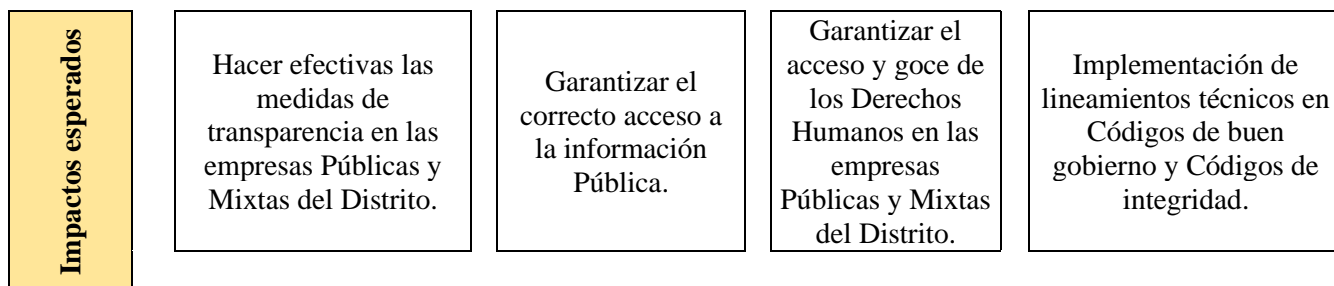 Impactos esperados
Hacer efectivas las
medidas de
transparencia en las
empresas Públicas y
Mixtas del Distrito.
Garantizar el
correcto acceso a
la información
Pública.
Garantizar el
acceso y goce de
los Derechos
Humanos en las
empresas
Públicas y Mixtas
del Distrito.
Implementación de
lineamientos técnicos en
Códigos de buen
gobierno y Códigos de
integridad.